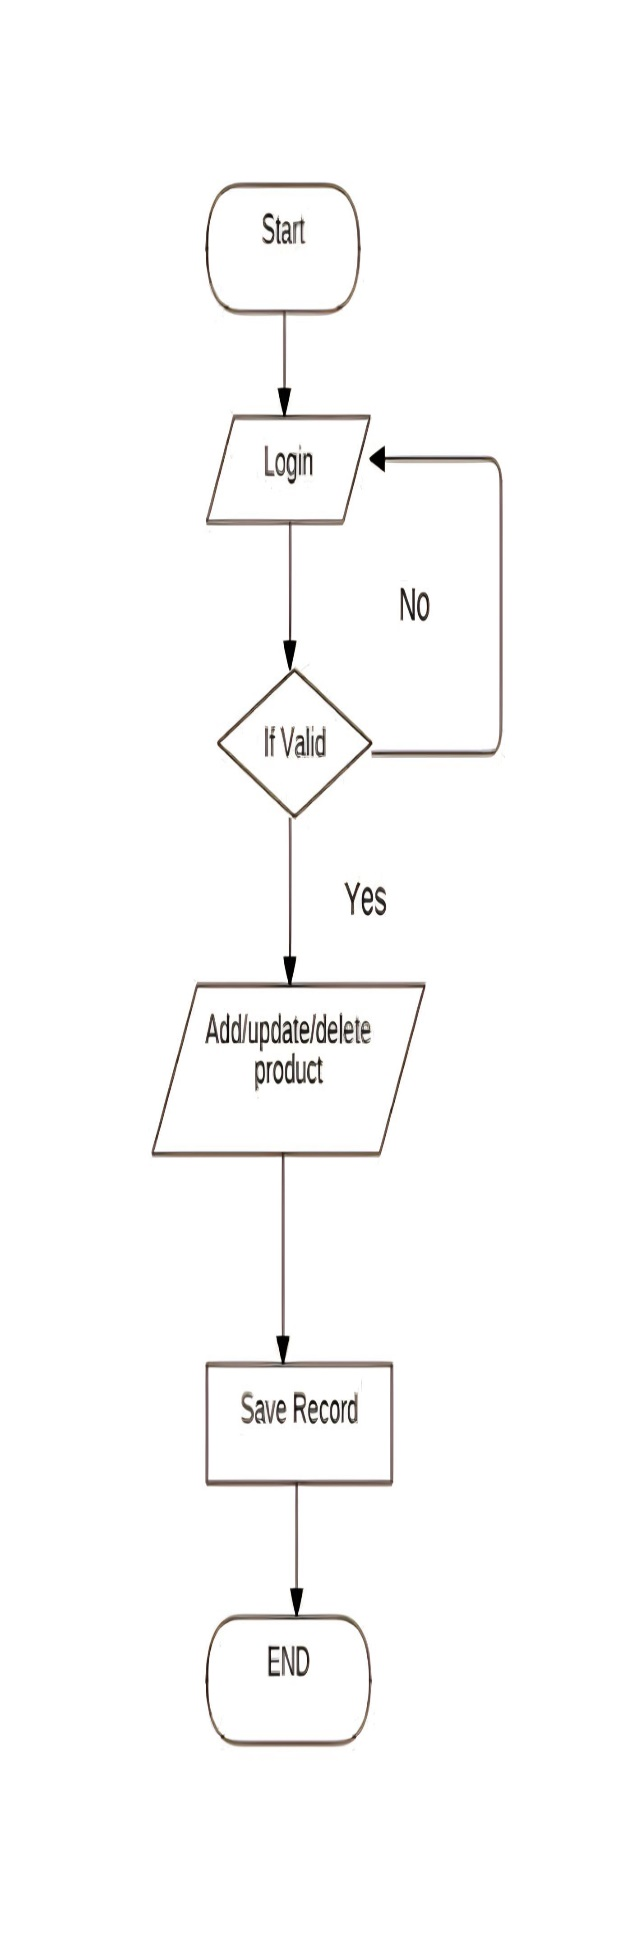 Start
Login
No
If Valid
Yes
Add/update/delete
product
Save Record
END